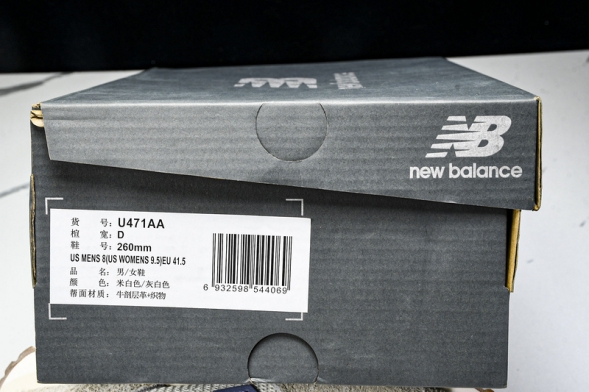 NB
new balance
货 号: U471AA
楦 宽: D
鞋 号: 260mm
US MENS 8(US WOMENS 9.5)EU 41.5
品 名: 男/女鞋
颜 色: 米白色/灰白色
帮面材质: 牛剖层革+织物
6 932598 544069